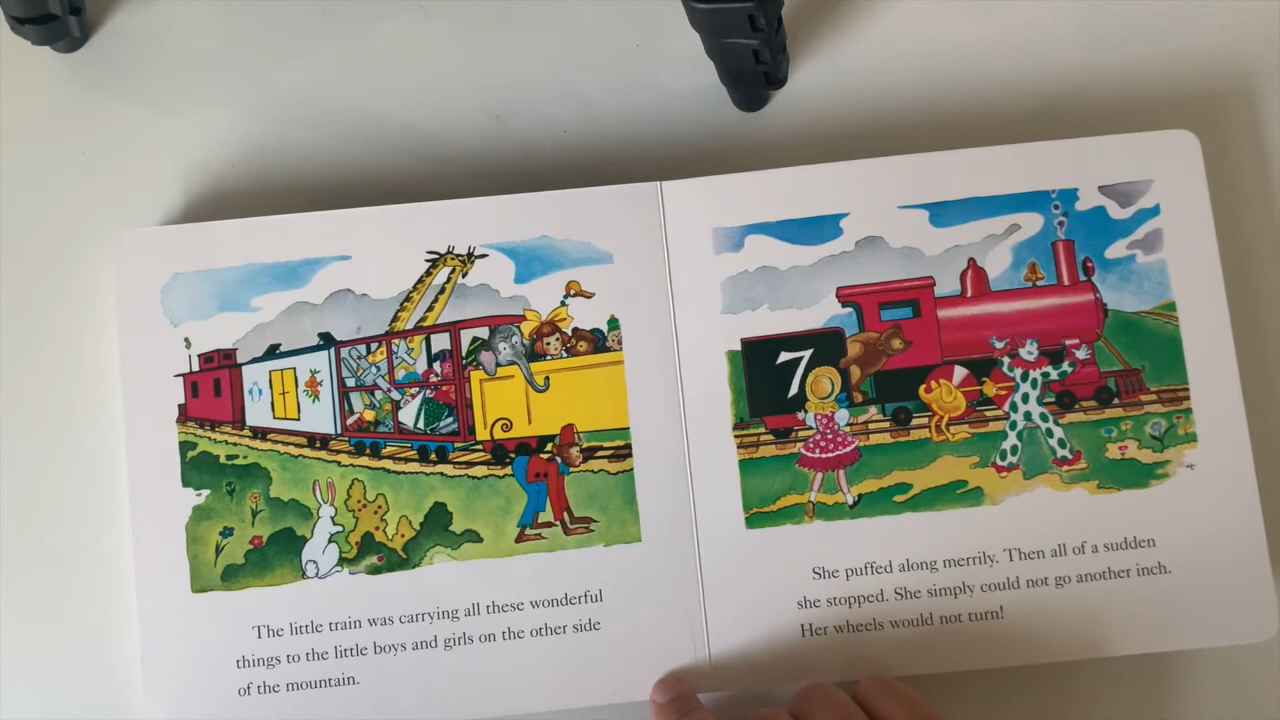 The little train was carrying all these wonderful
things to the little boys and girls on the other side
of the mountain.
7
She puffed along merrily. Then all of a sudden
she stopped. She simply could not go another inch.
Her wheels would not turn!